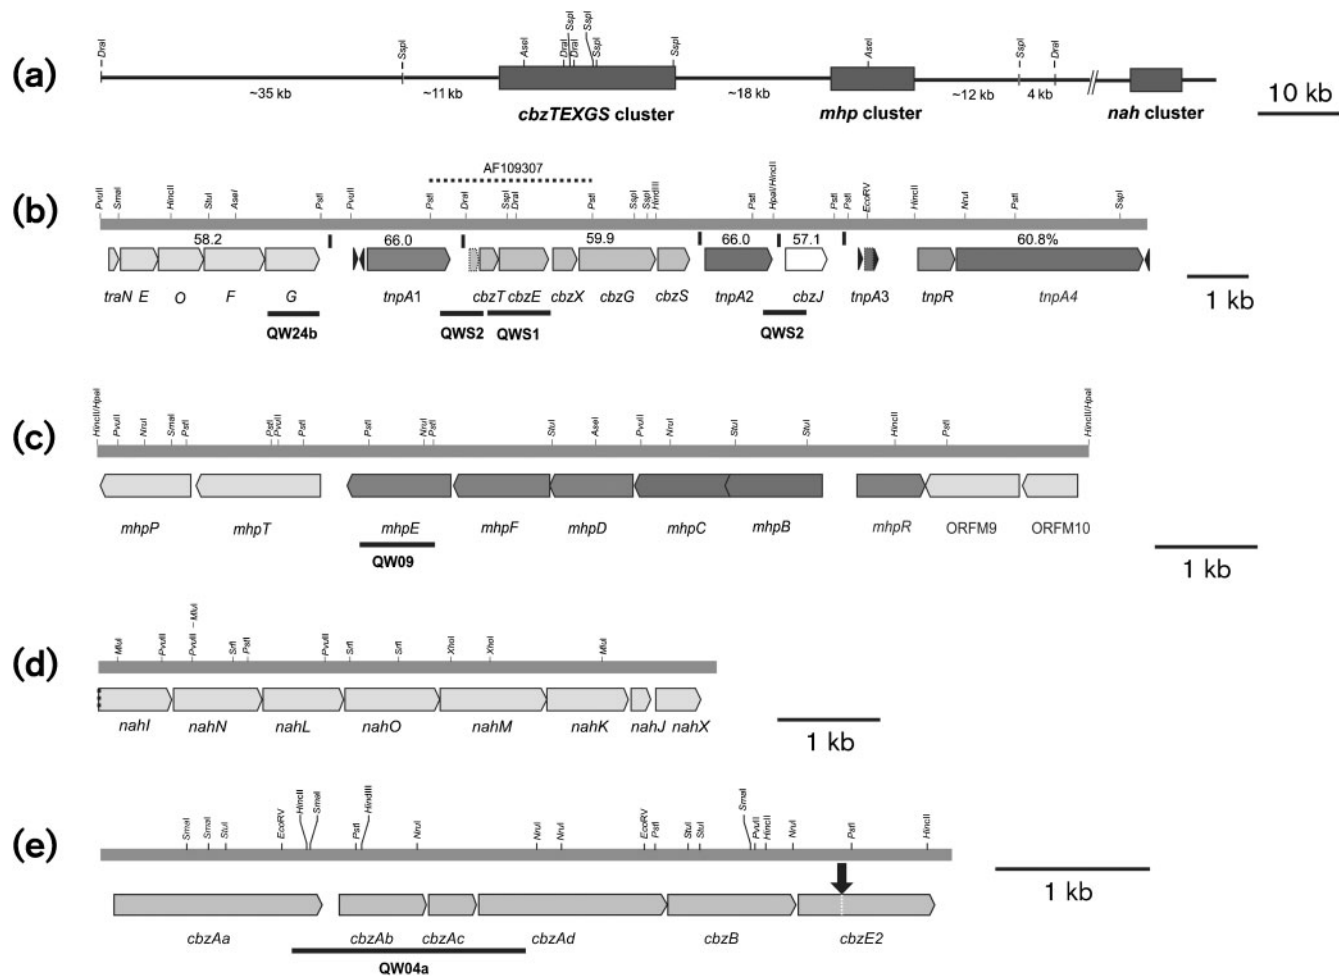 (a)
DraI SspI AseI DraI SspI DraI SspI SspI SspI AseI SspI DraI
~35 kb ~11 kb ~18 kb ~12 kb 4 kb
cbzTEXGS cluster mhp cluster nah cluster
10 kb
(b)
AF109307
PvuII SmaI HincII StuI AseI PstI PvuII PstI DraI SspI DraI PstI SspI SspI HindIII PstI HpaI/HincII PstI PstI EcoRV HincII NruI PstI SspI
58.2 66.0 59.9 66.0 57.1 60.8%
traN E O F G tnpA1 cbzT cbzE cbzX cbzG cbzS tnpA2 cbzJ tnpA3 tnpR tnpA4
1 kb
QW24b QWS2 QWS1 QWS2
(c)
HincII/HpaI PvuII NruI SmaI PstI PstI PvuII PstI PstI NruI PstI StuI AseI PvuII NruI StuI StuI HincII PstI HincII/HpaI
mhpP mhpT mhpE mhpF mhpD mhpC mhpB mhpR ORFM9 ORFM10
QW09
1 kb
(d)
MluI PvuII PvuII MluI SrfI PstI PvuII SrfI SrfI XhoI XhoI MluI
nahI nahN nahL nahO nahM nahK nahJ nahX
1 kb
(e)
SmaI SmaI StuI EcoRV HincII SmaI PstI HindIII NruI NruI NruI EcoRV PstI StuI StuI SmaI PvuII HincII NruI PstI HincII
1 kb
cbzAa cbzAb cbzAc cbzAd cbzB cbzE2
QW04a